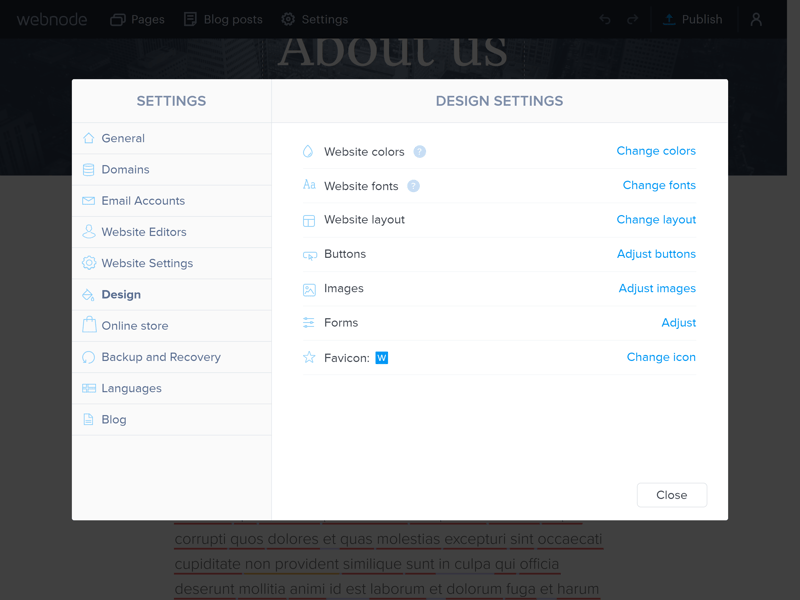 webnode Pages Blog posts Settings Publish
About us
SETTINGS
General
Domains
Email Accounts
Website Editors
Website Settings
Design
Online store
Backup and Recovery
Languages
Blog
DESIGN SETTINGS
Website colors ? Change colors
Aa Website fonts ? Change fonts
Website layout Change layout
Buttons Adjust buttons
Images Adjust images
Forms Adjust
Favicon: W Change icon
Close
corrupti quos dolores et quas molestias excepturi sint occaecati
cupiditate non provident similique sunt in culpa qui officia
deserunt mollitia animi id est laborum et dolorum fuga et harum